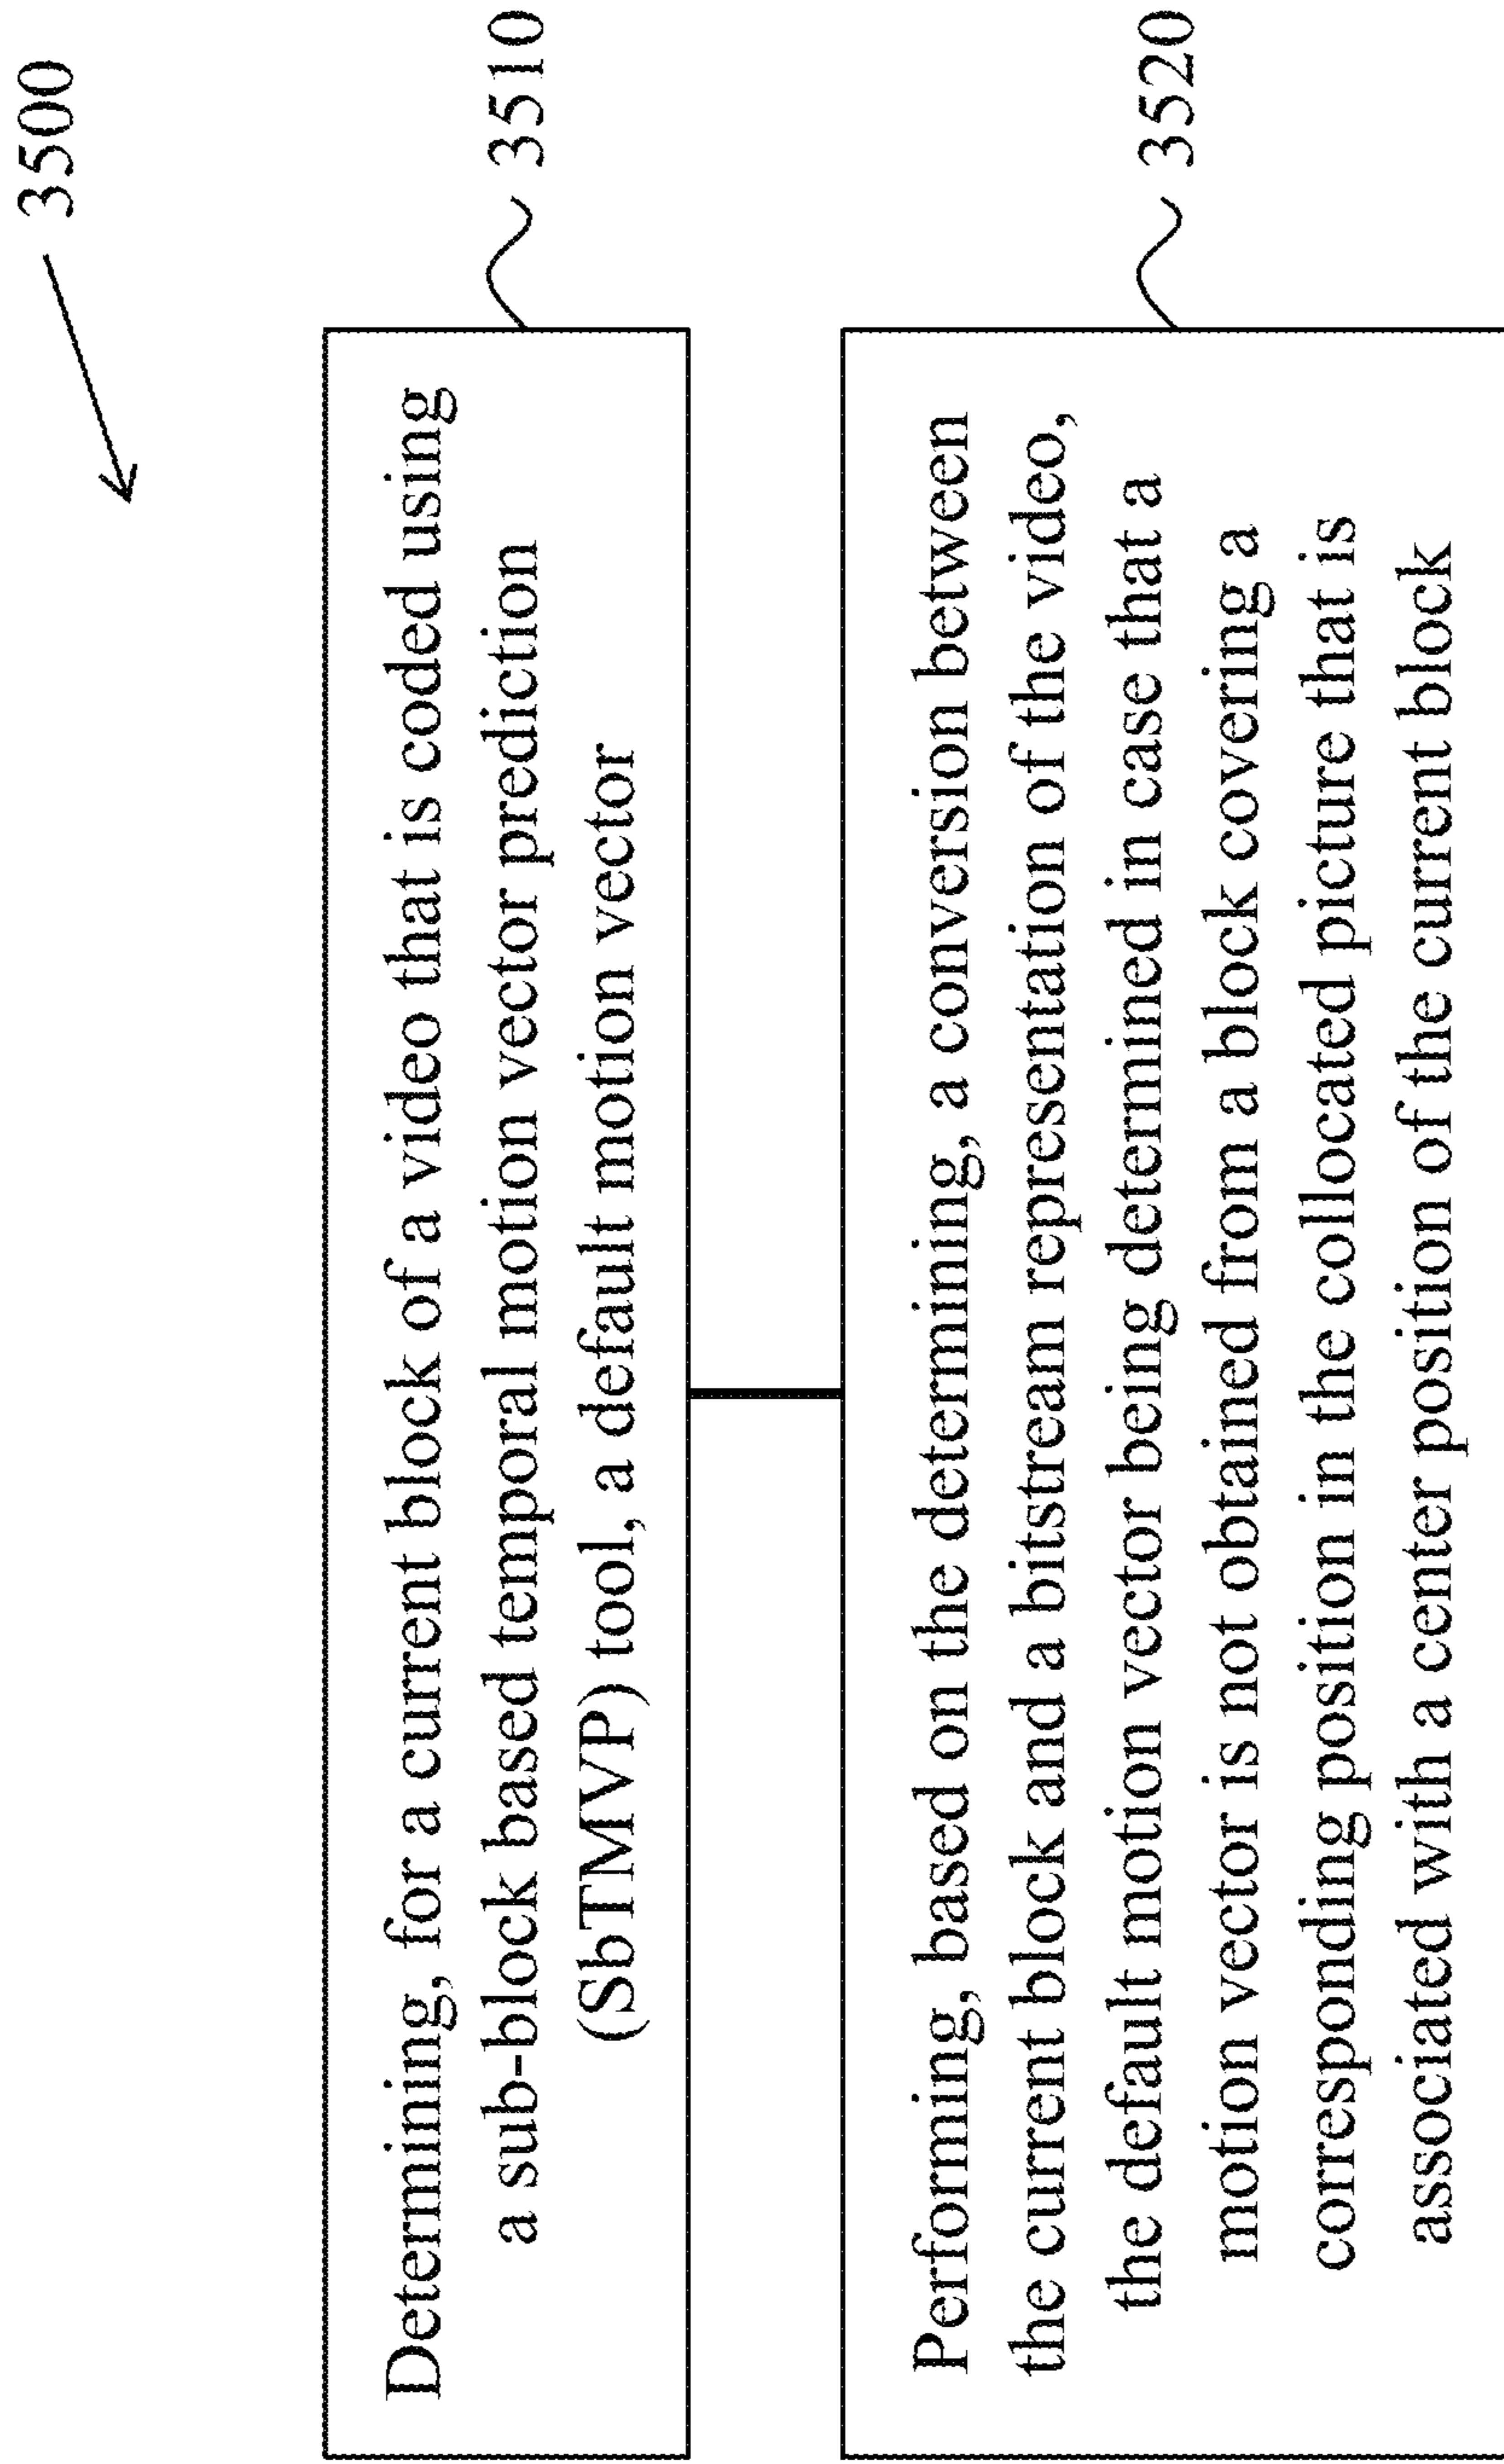 3500
Determining, for a current block of a video that is coded using
a sub-block based temporal motion vector prediction
(SbTMVP) tool, a default motion vector
3510
Performing, based on the determining, a conversion between
the current block and a bitstream representation of the video,
the default motion vector being determined in case that a
motion vector is not obtained from a block covering a
corresponding position in the collocated picture that is
associated with a center position of the current block
3520